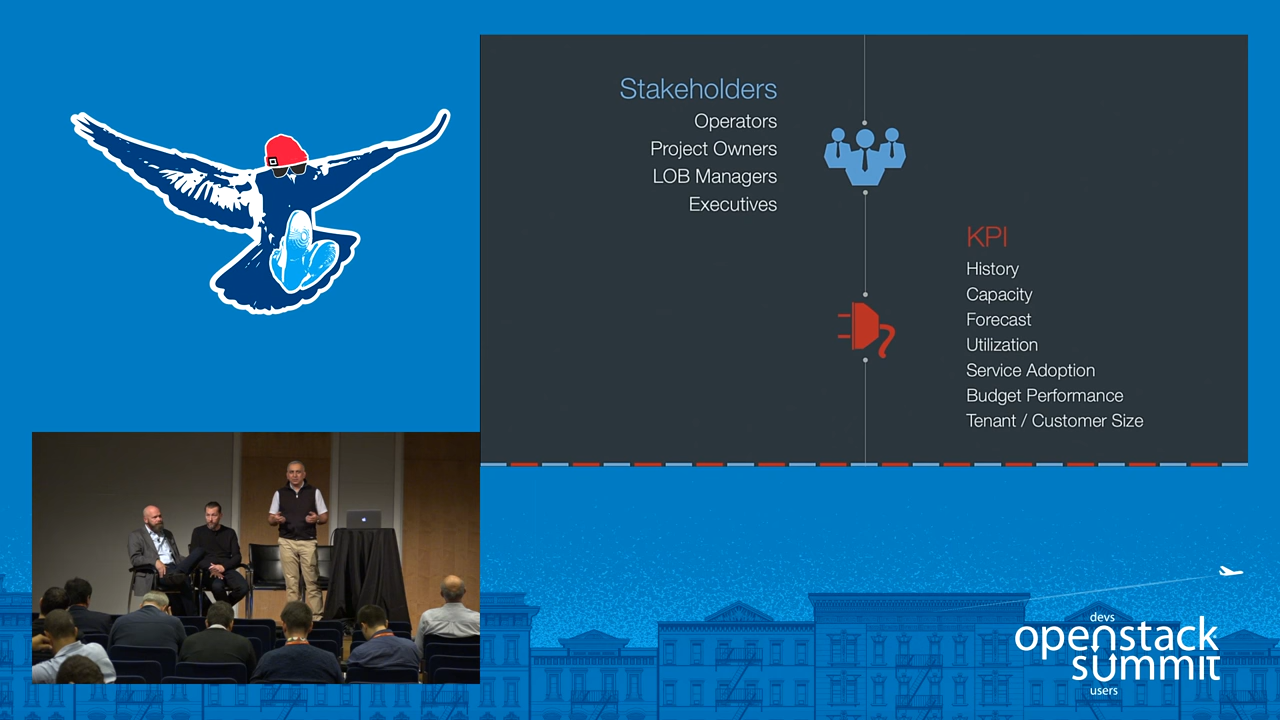 Stakeholders
Operators
Project Owners
LOB Managers
Executives
KPI
History
Capacity
Forecast
Utilization
Service Adoption
Budget Performance
Tenant / Customer Size
devs
openstack
summit
users